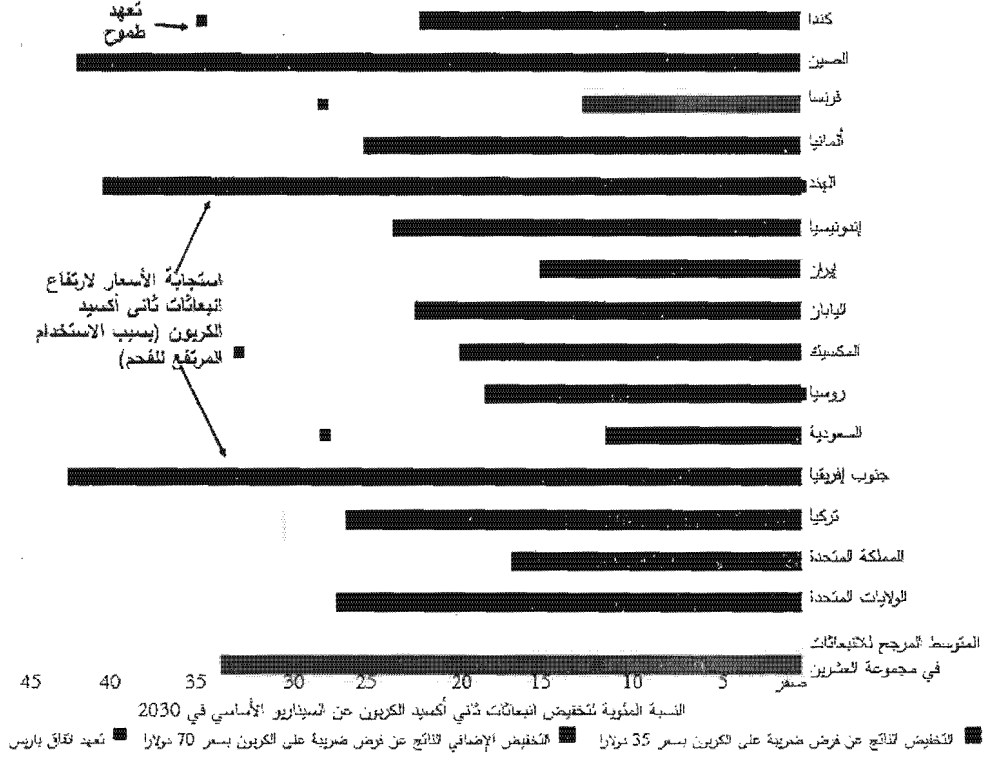 تعهد
طموح
كندا
الصين
فرنسا
ألمانيا
الهند
إندونيسيا
إيران
اليابان
المكسيك
روسيا
السعودية
جنوب إفريقيا
تركيا
المملكة المتحدة
الولايات المتحدة
المتوسط المرجح للانبعاثات
في مجموعة العشرين
استجابة الأسعار لارتفاع
انبعاثات ثاني أكسيد
الكربون (بسبب الاستخدام
المرتفع للفحم)
صفر 5 10 15 20 25 30 35 40 45
النسبة المئوية لتخفيض انبعاثات ثاني أكسيد الكربون عن السيناريو الأساسي في 2030
التخفيض الناتج عن فرض ضريبة على الكربون بسعر 35 دولارا التخفيض الإضافي الناتج عن فرض ضريبة على الكربون بسعر 70 دولارا تعهد اتفاق باريس